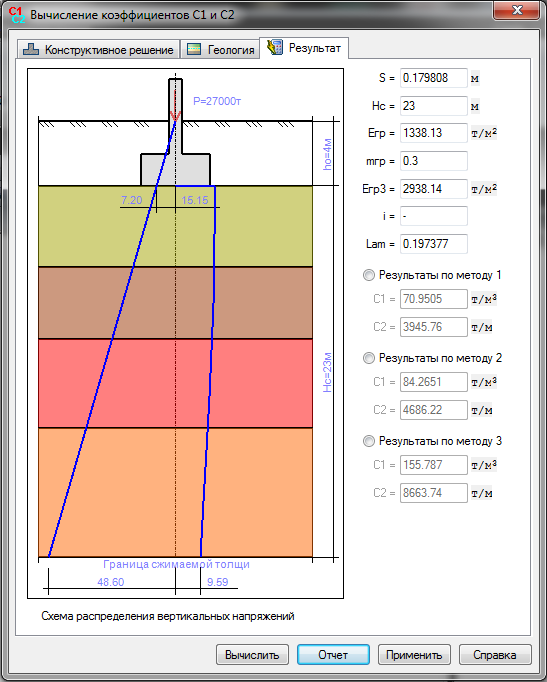 C1
C2
Вычисление коэффициентов C1 и C2
Конструктивное решение
Геология
Результат
P=27000т
ho=4м
7.20
15.15
Hc=23м
Граница сжимаемой толщи
48.60
9.59
Схема распределения вертикальных напряжений
S = 0.179808 м
Hc = 23 м
Eгр = 1338.13 т/м²
mгр = 0.3
Eгр3 = 2938.14 т/м²
i = -
Lam = 0.197377
Результаты по методу 1
C1 = 70.9505 т/м³
C2 = 3945.76 т/м
Результаты по методу 2
C1 = 84.2651 т/м³
C2 = 4686.22 т/м
Результаты по методу 3
C1 = 155.787 т/м³
C2 = 8663.74 т/м
Вычислить
Отчет
Применить
Справка